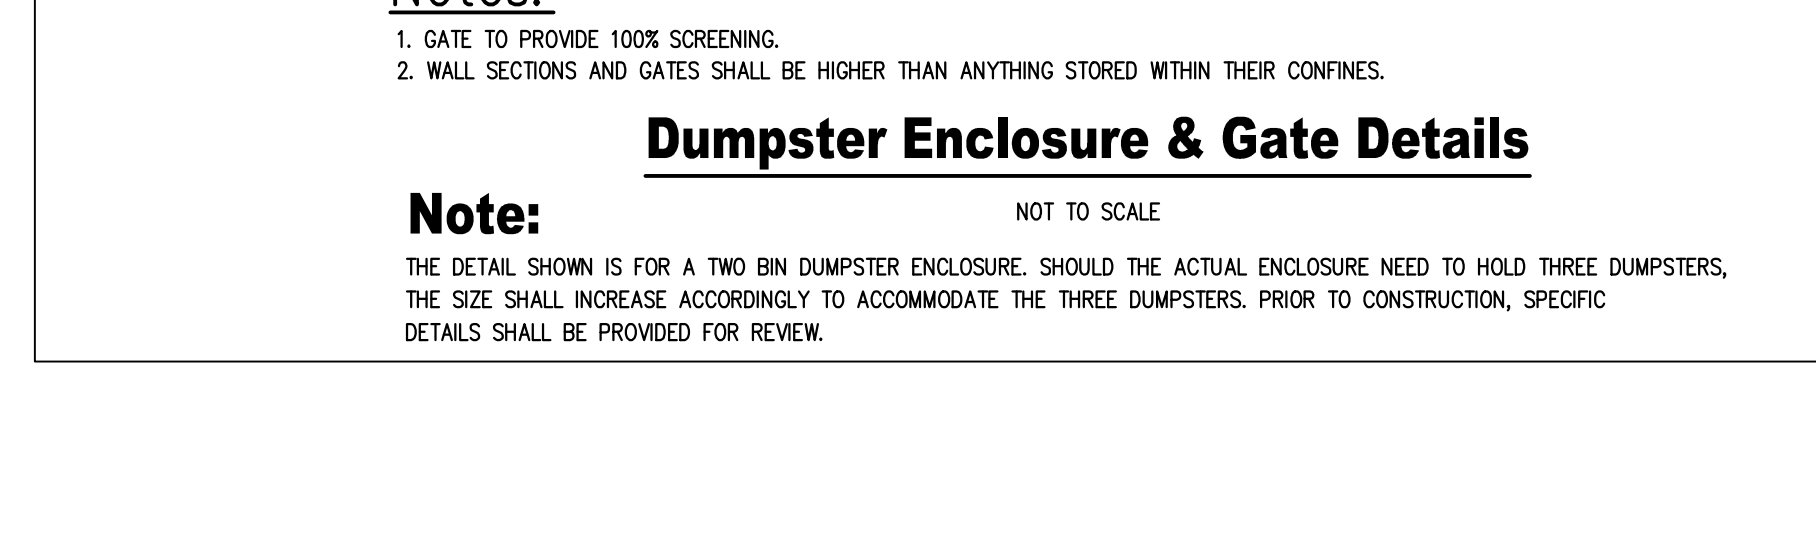 Notes:
1. GATE TO PROVIDE 100% SCREENING.
2. WALL SECTIONS AND GATES SHALL BE HIGHER THAN ANYTHING STORED WITHIN THEIR CONFINES.
Dumpster Enclosure & Gate Details
Note:
NOT TO SCALE
THE DETAIL SHOWN IS FOR A TWO BIN DUMPSTER ENCLOSURE. SHOULD THE ACTUAL ENCLOSURE NEED TO HOLD THREE DUMPSTERS,
THE SIZE SHALL INCREASE ACCORDINGLY TO ACCOMMODATE THE THREE DUMPSTERS. PRIOR TO CONSTRUCTION, SPECIFIC
DETAILS SHALL BE PROVIDED FOR REVIEW.